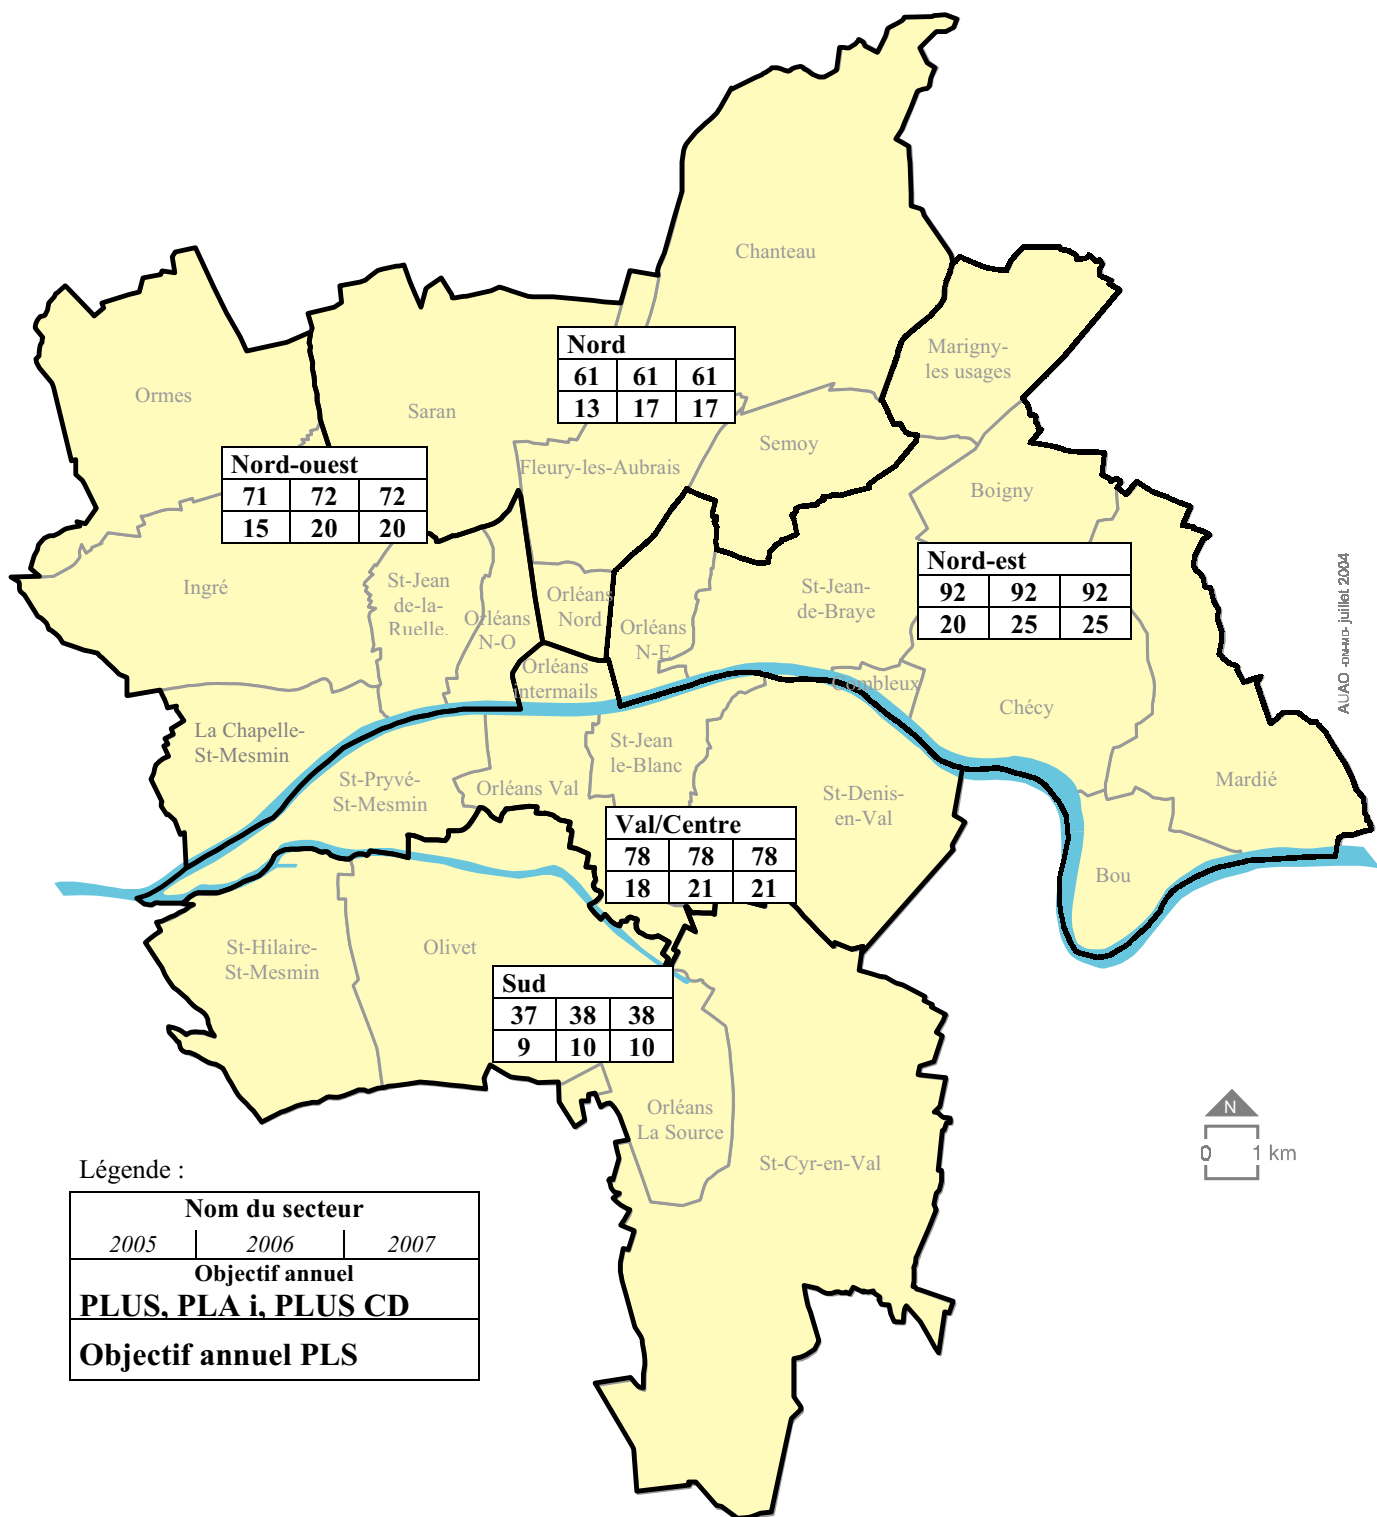 Chanteau
Marigny-
les usages
Ormes
Saran
Nord
61 61 61
13 17 17
Semoy
Fleury-les-Aubrais
Nord-ouest
71 72 72
15 20 20
Boigny
Ingré
St-Jean
de-la-
Ruelle.
Orléans
N-O
Orléans
Nord
Orléans
N-E
St-Jean-
de-Braye
Nord-est
92 92 92
20 25 25
Orléans
intermails
Combleux
Chécy
La Chapelle-
St-Mesmin
St-Pryvé-
St-Mesmin
Orléans Val
St-Jean
le-Blanc
St-Denis-
en-Val
Mardié
Bou
Val/Centre
78 78 78
18 21 21
St-Hilaire-
St-Mesmin
Olivet
Sud
37 38 38
9 10 10
Orléans
La Source
St-Cyr-en-Val
AUAO -DN-MD- juillet 2004
N
0 1 km
Légende :
Nom du secteur
2005 2006 2007
Objectif annuel
PLUS, PLA i, PLUS CD
Objectif annuel PLS